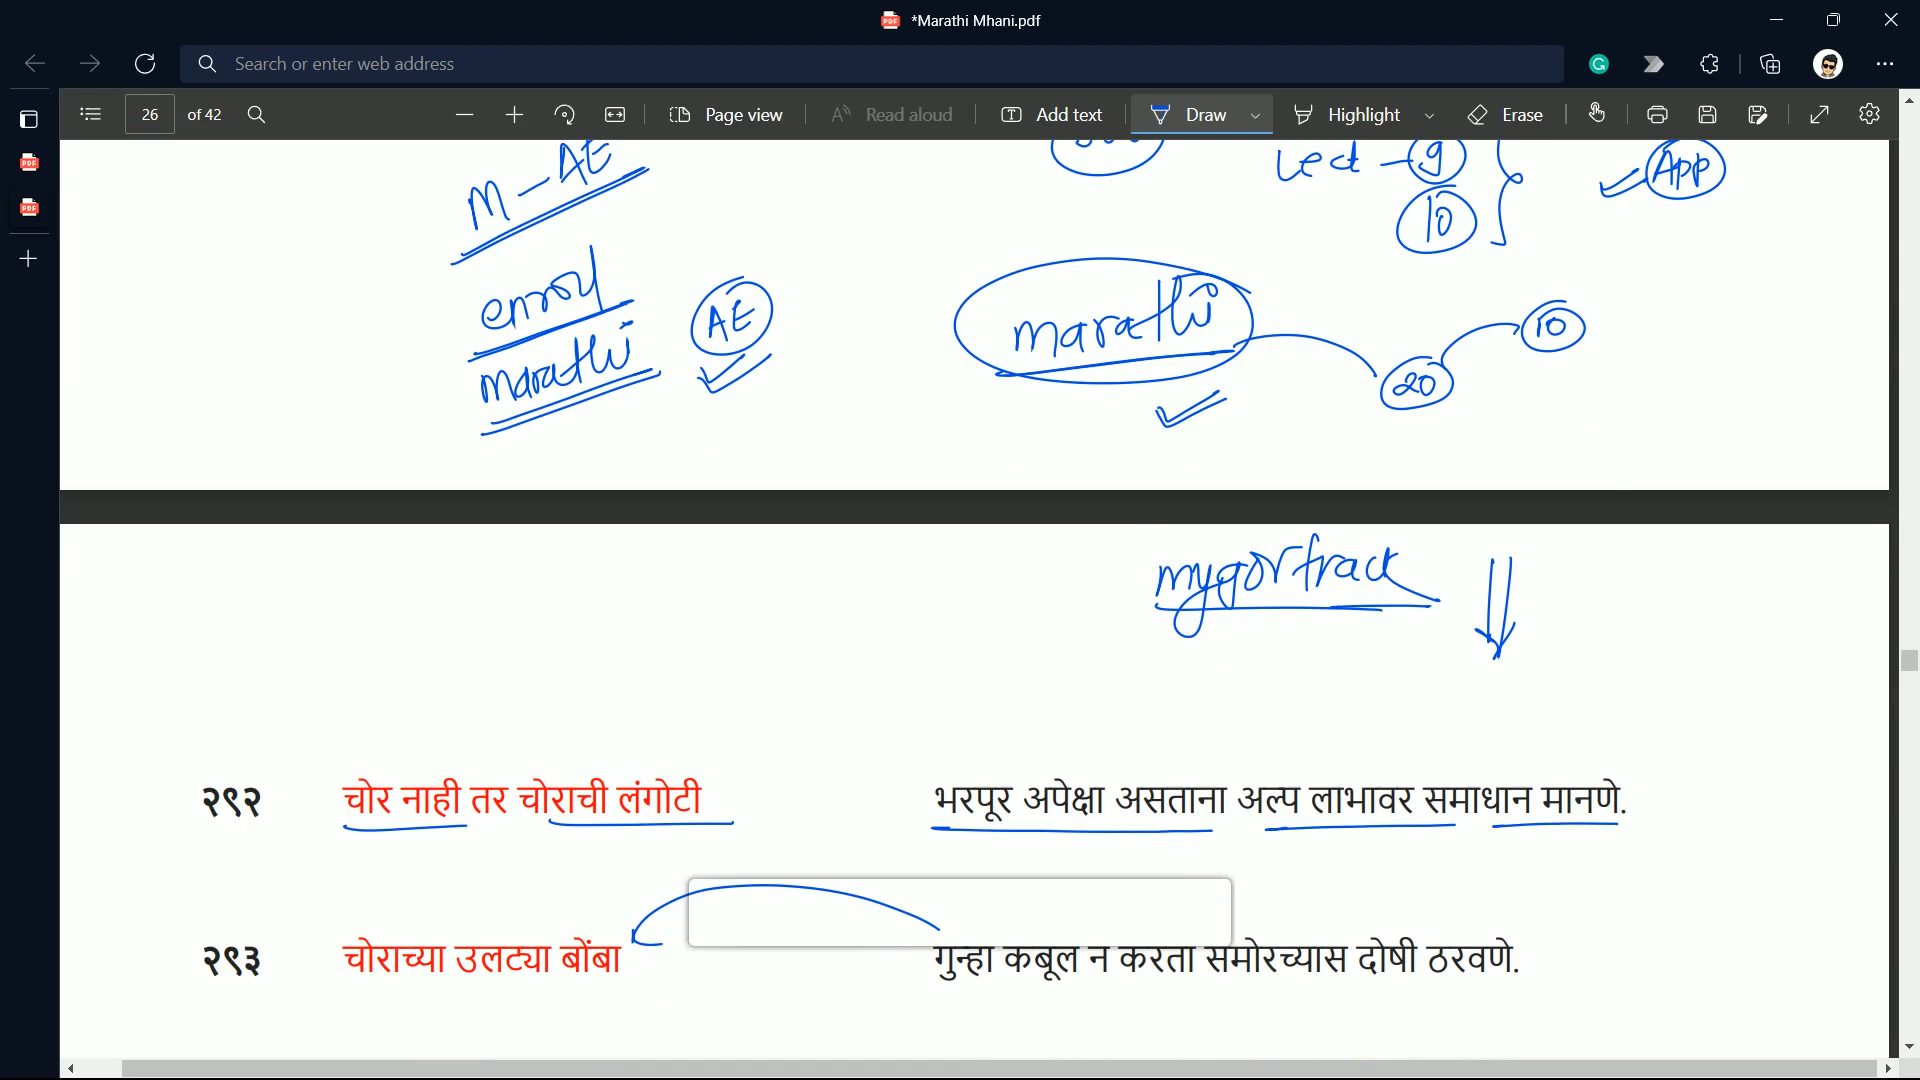 *Marathi Mhani.pdf
Search or enter web address
26 of 42 Page view Read aloud Add text Draw Highlight Erase
M-AE
Lect - 9
10
App
enroll
marathi
AE
marathi
20
10
mygovtrack
२९२ चोर नाही तर चोराची लंगोटी भरपूर अपेक्षा असताना अल्प लाभावर समाधान मानणे.
२९३ चोराच्या उलट्या बोंबा गुन्हा कबूल न करता समोरच्यास दोषी ठरवणे.